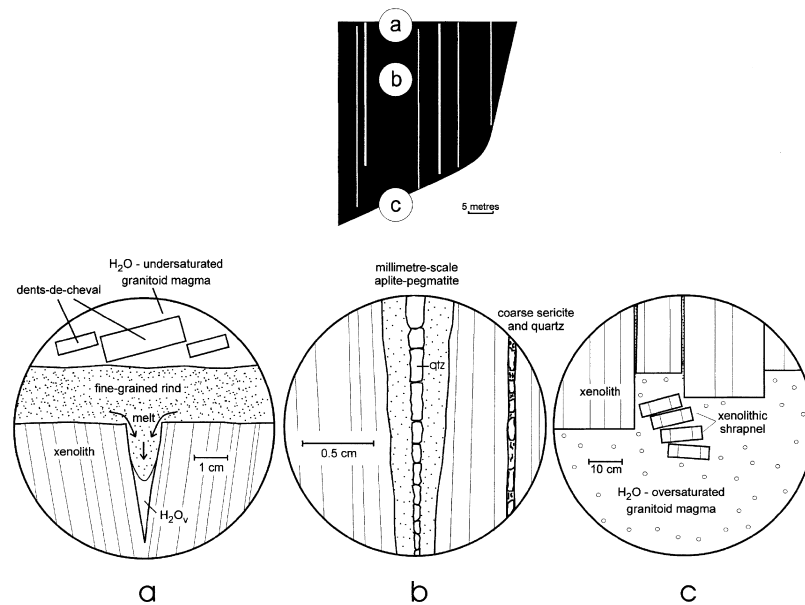 a
b
c
5 metres
H2O - undersaturated
granitoid magma
dents-de-cheval
fine-grained rind
melt
xenolith
1 cm
H2Ov
a
millimetre-scale
aplite-pegmatite
coarse sericite
and quartz
qtz
0.5 cm
b
xenolith
xenolithic
shrapnel
10 cm
H2O - oversaturated
granitoid magma
c